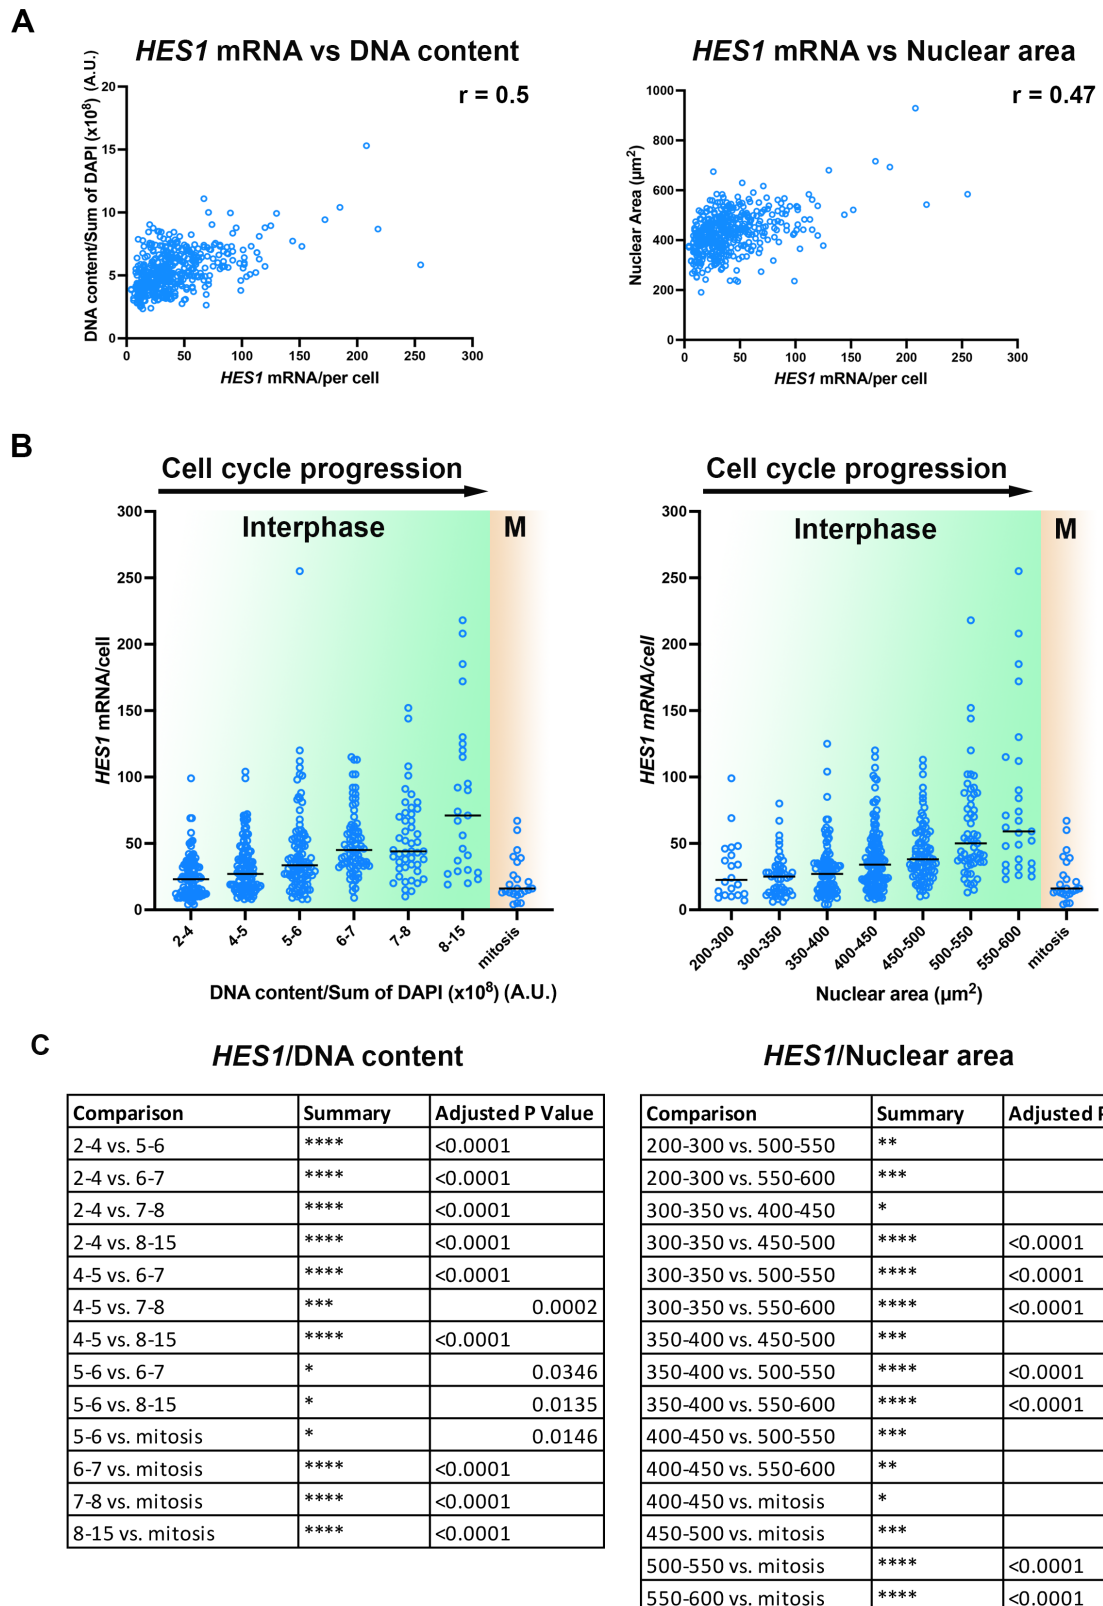 A
HES1 mRNA vs DNA content
r = 0.5
DNA content/Sum of DAPI (x10⁸) (A.U.)
20
15
10
5
0
0 50 100 150 200 250 300
HES1 mRNA/per cell
HES1 mRNA vs Nuclear area
r = 0.47
Nuclear Area (µm²)
1000
800
600
400
200
0
0 50 100 150 200 250 300
HES1 mRNA/per cell
B
Cell cycle progression
Interphase M
HES1 mRNA/cell
300
250
200
150
100
50
0
2-4 4-5 5-6 6-7 7-8 8-15 mitosis
DNA content/Sum of DAPI (x10⁸) (A.U.)
Cell cycle progression
Interphase M
HES1 mRNA/cell
300
250
200
150
100
50
0
200-300 300-350 350-400 400-450 450-500 500-550 550-600 mitosis
Nuclear area (µm²)
C
HES1/DNA content
Comparison Summary Adjusted P Value
2-4 vs. 5-6 **** <0.0001
2-4 vs. 6-7 **** <0.0001
2-4 vs. 7-8 **** <0.0001
2-4 vs. 8-15 **** <0.0001
4-5 vs. 6-7 **** <0.0001
4-5 vs. 7-8 *** 0.0002
4-5 vs. 8-15 **** <0.0001
5-6 vs. 6-7 * 0.0346
5-6 vs. 8-15 * 0.0135
5-6 vs. mitosis * 0.0146
6-7 vs. mitosis **** <0.0001
7-8 vs. mitosis **** <0.0001
8-15 vs. mitosis **** <0.0001
HES1/Nuclear area
Comparison Summary Adjusted P
200-300 vs. 500-550 **
200-300 vs. 550-600 ***
300-350 vs. 400-450 *
300-350 vs. 450-500 **** <0.0001
300-350 vs. 500-550 **** <0.0001
300-350 vs. 550-600 **** <0.0001
350-400 vs. 450-500 ***
350-400 vs. 500-550 **** <0.0001
350-400 vs. 550-600 **** <0.0001
400-450 vs. 500-550 ***
400-450 vs. 550-600 **
400-450 vs. mitosis *
450-500 vs. mitosis ***
500-550 vs. mitosis **** <0.0001
550-600 vs. mitosis **** <0.0001